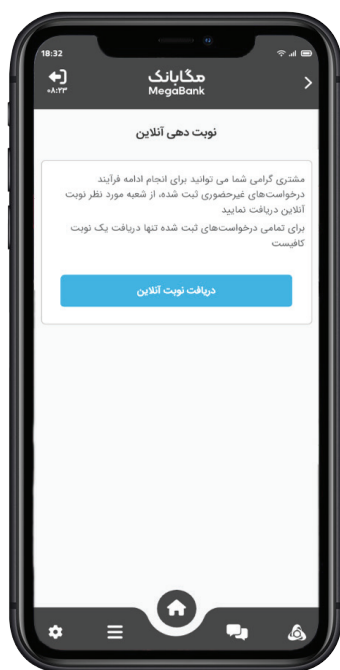 18:32
۰۸:۲۳
مگابانک
MegaBank
نوبت دهی آنلاین
مشتری گرامی شما می توانید برای انجام ادامه فرآیند
درخواست‌های غیرحضوری ثبت شده، از شعبه مورد نظر نوبت
آنلاین دریافت نمایید
برای تمامی درخواست‌های ثبت شده تنها دریافت یک نوبت
کافیست
دریافت نوبت آنلاین